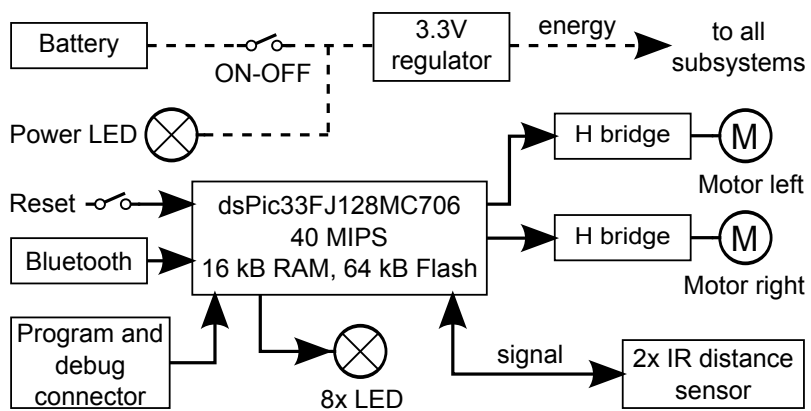 Battery
ON-OFF
3.3V
regulator
energy
to all
subsystems
Power LED
H bridge
M
Motor left
Reset
dsPic33FJ128MC706
40 MIPS
16 kB RAM, 64 kB Flash
H bridge
M
Motor right
Bluetooth
Program and
debug
connector
8x LED
signal
2x IR distance
sensor